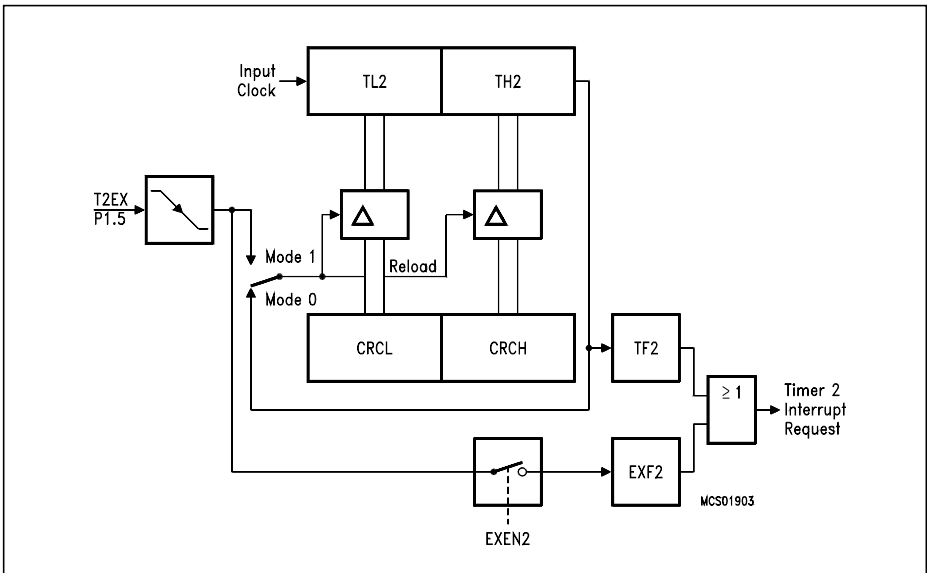 Input
Clock
TL2
TH2
T2EX
P1.5
Mode 1
Reload
Mode 0
CRCL
CRCH
TF2
≥ 1
Timer 2
Interrupt
Request
EXF2
MCS01903
EXEN2